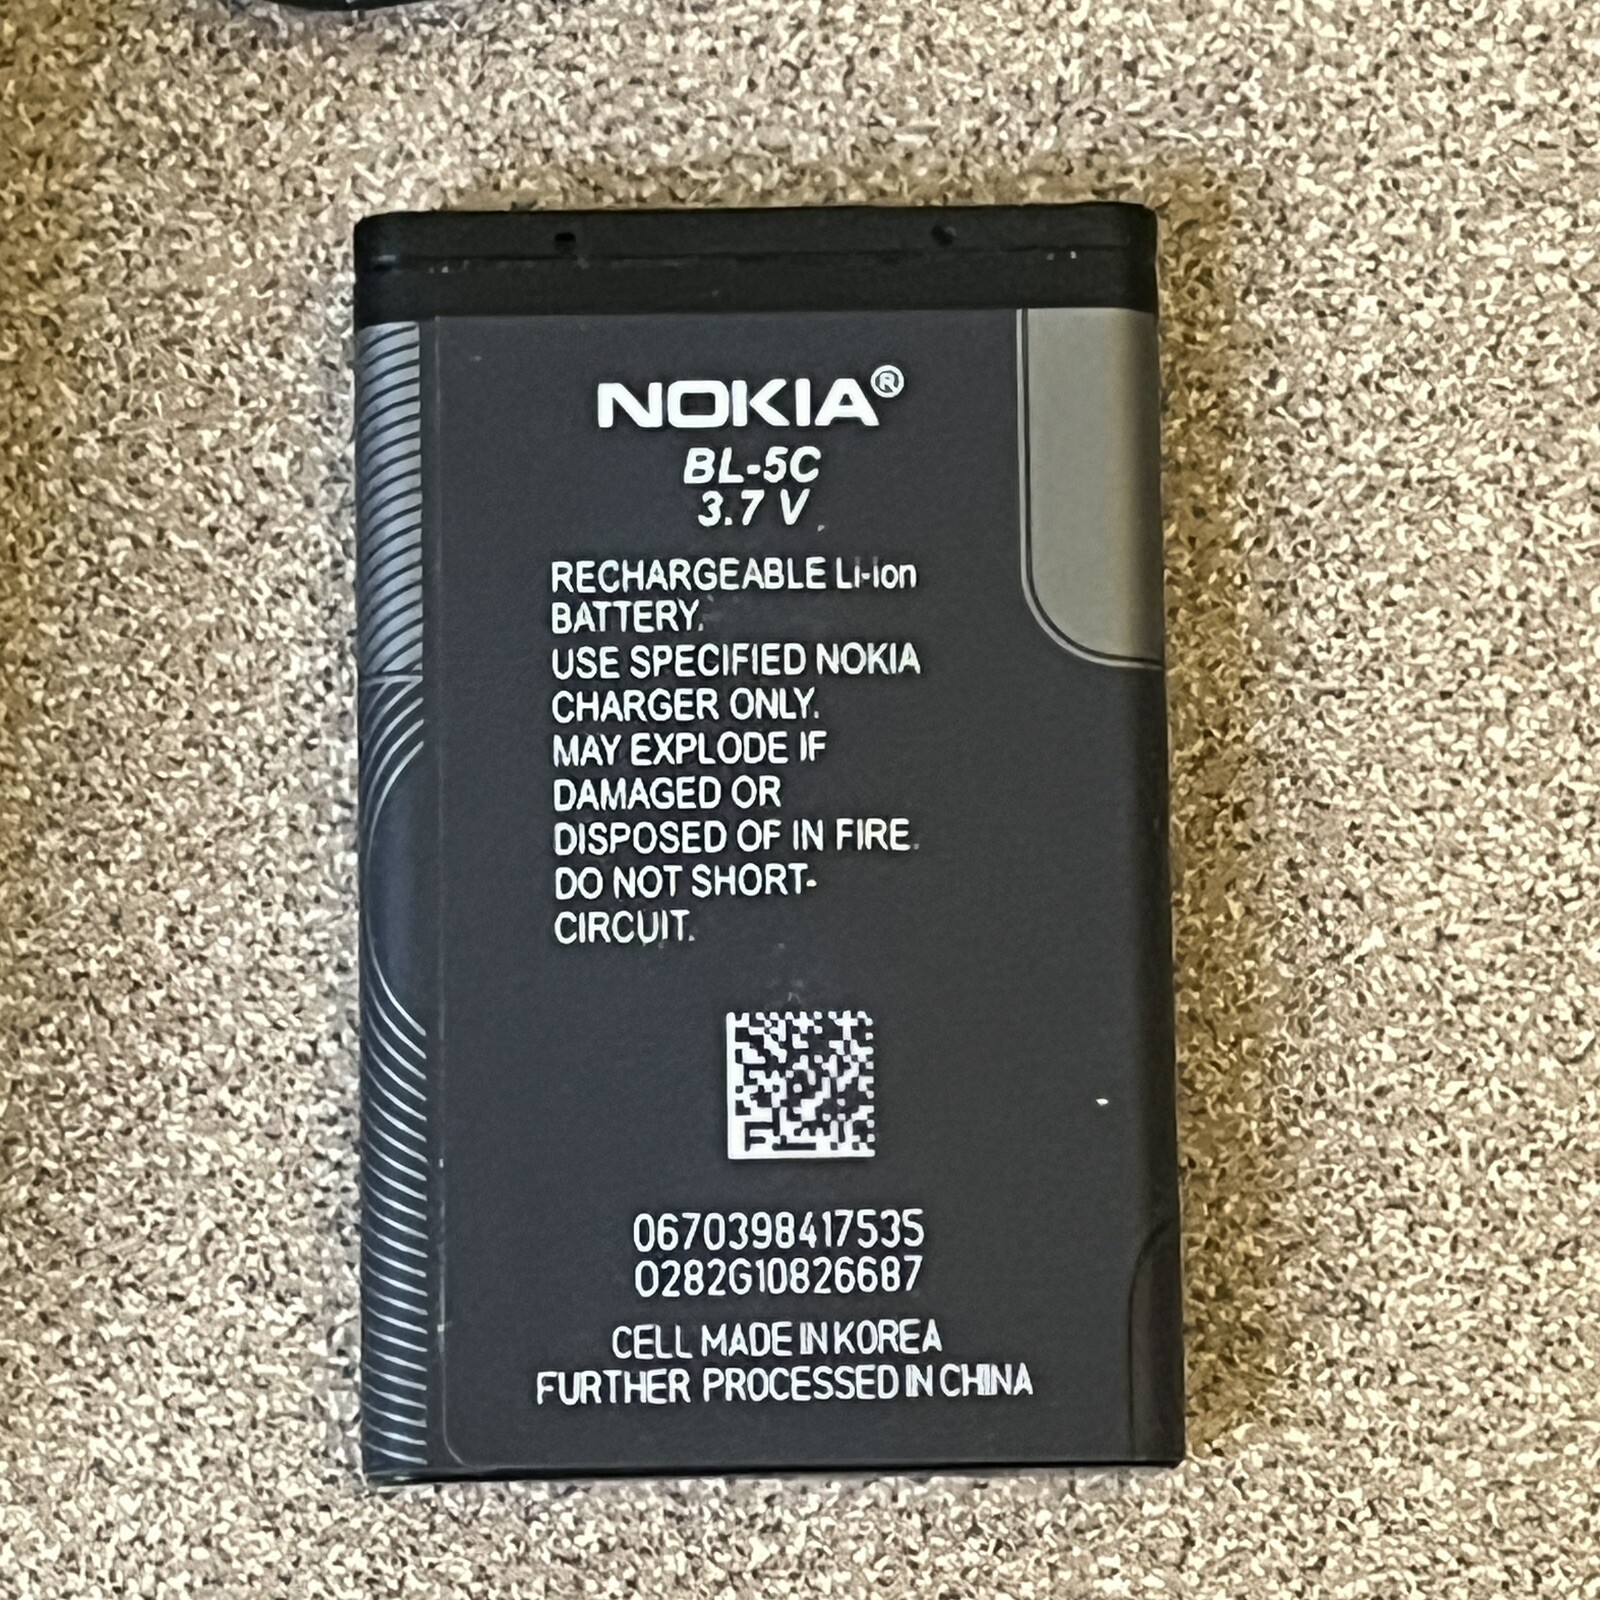 NOKIA®
BL-5C
3.7 V
RECHARGEABLE Li-Ion
BATTERY.
USE SPECIFIED NOKIA
CHARGER ONLY.
MAY EXPLODE IF
DAMAGED OR
DISPOSED OF IN FIRE.
DO NOT SHORT-
CIRCUIT.
0670398417535
0282G10826687
CELL MADE IN KOREA
FURTHER PROCESSED IN CHINA